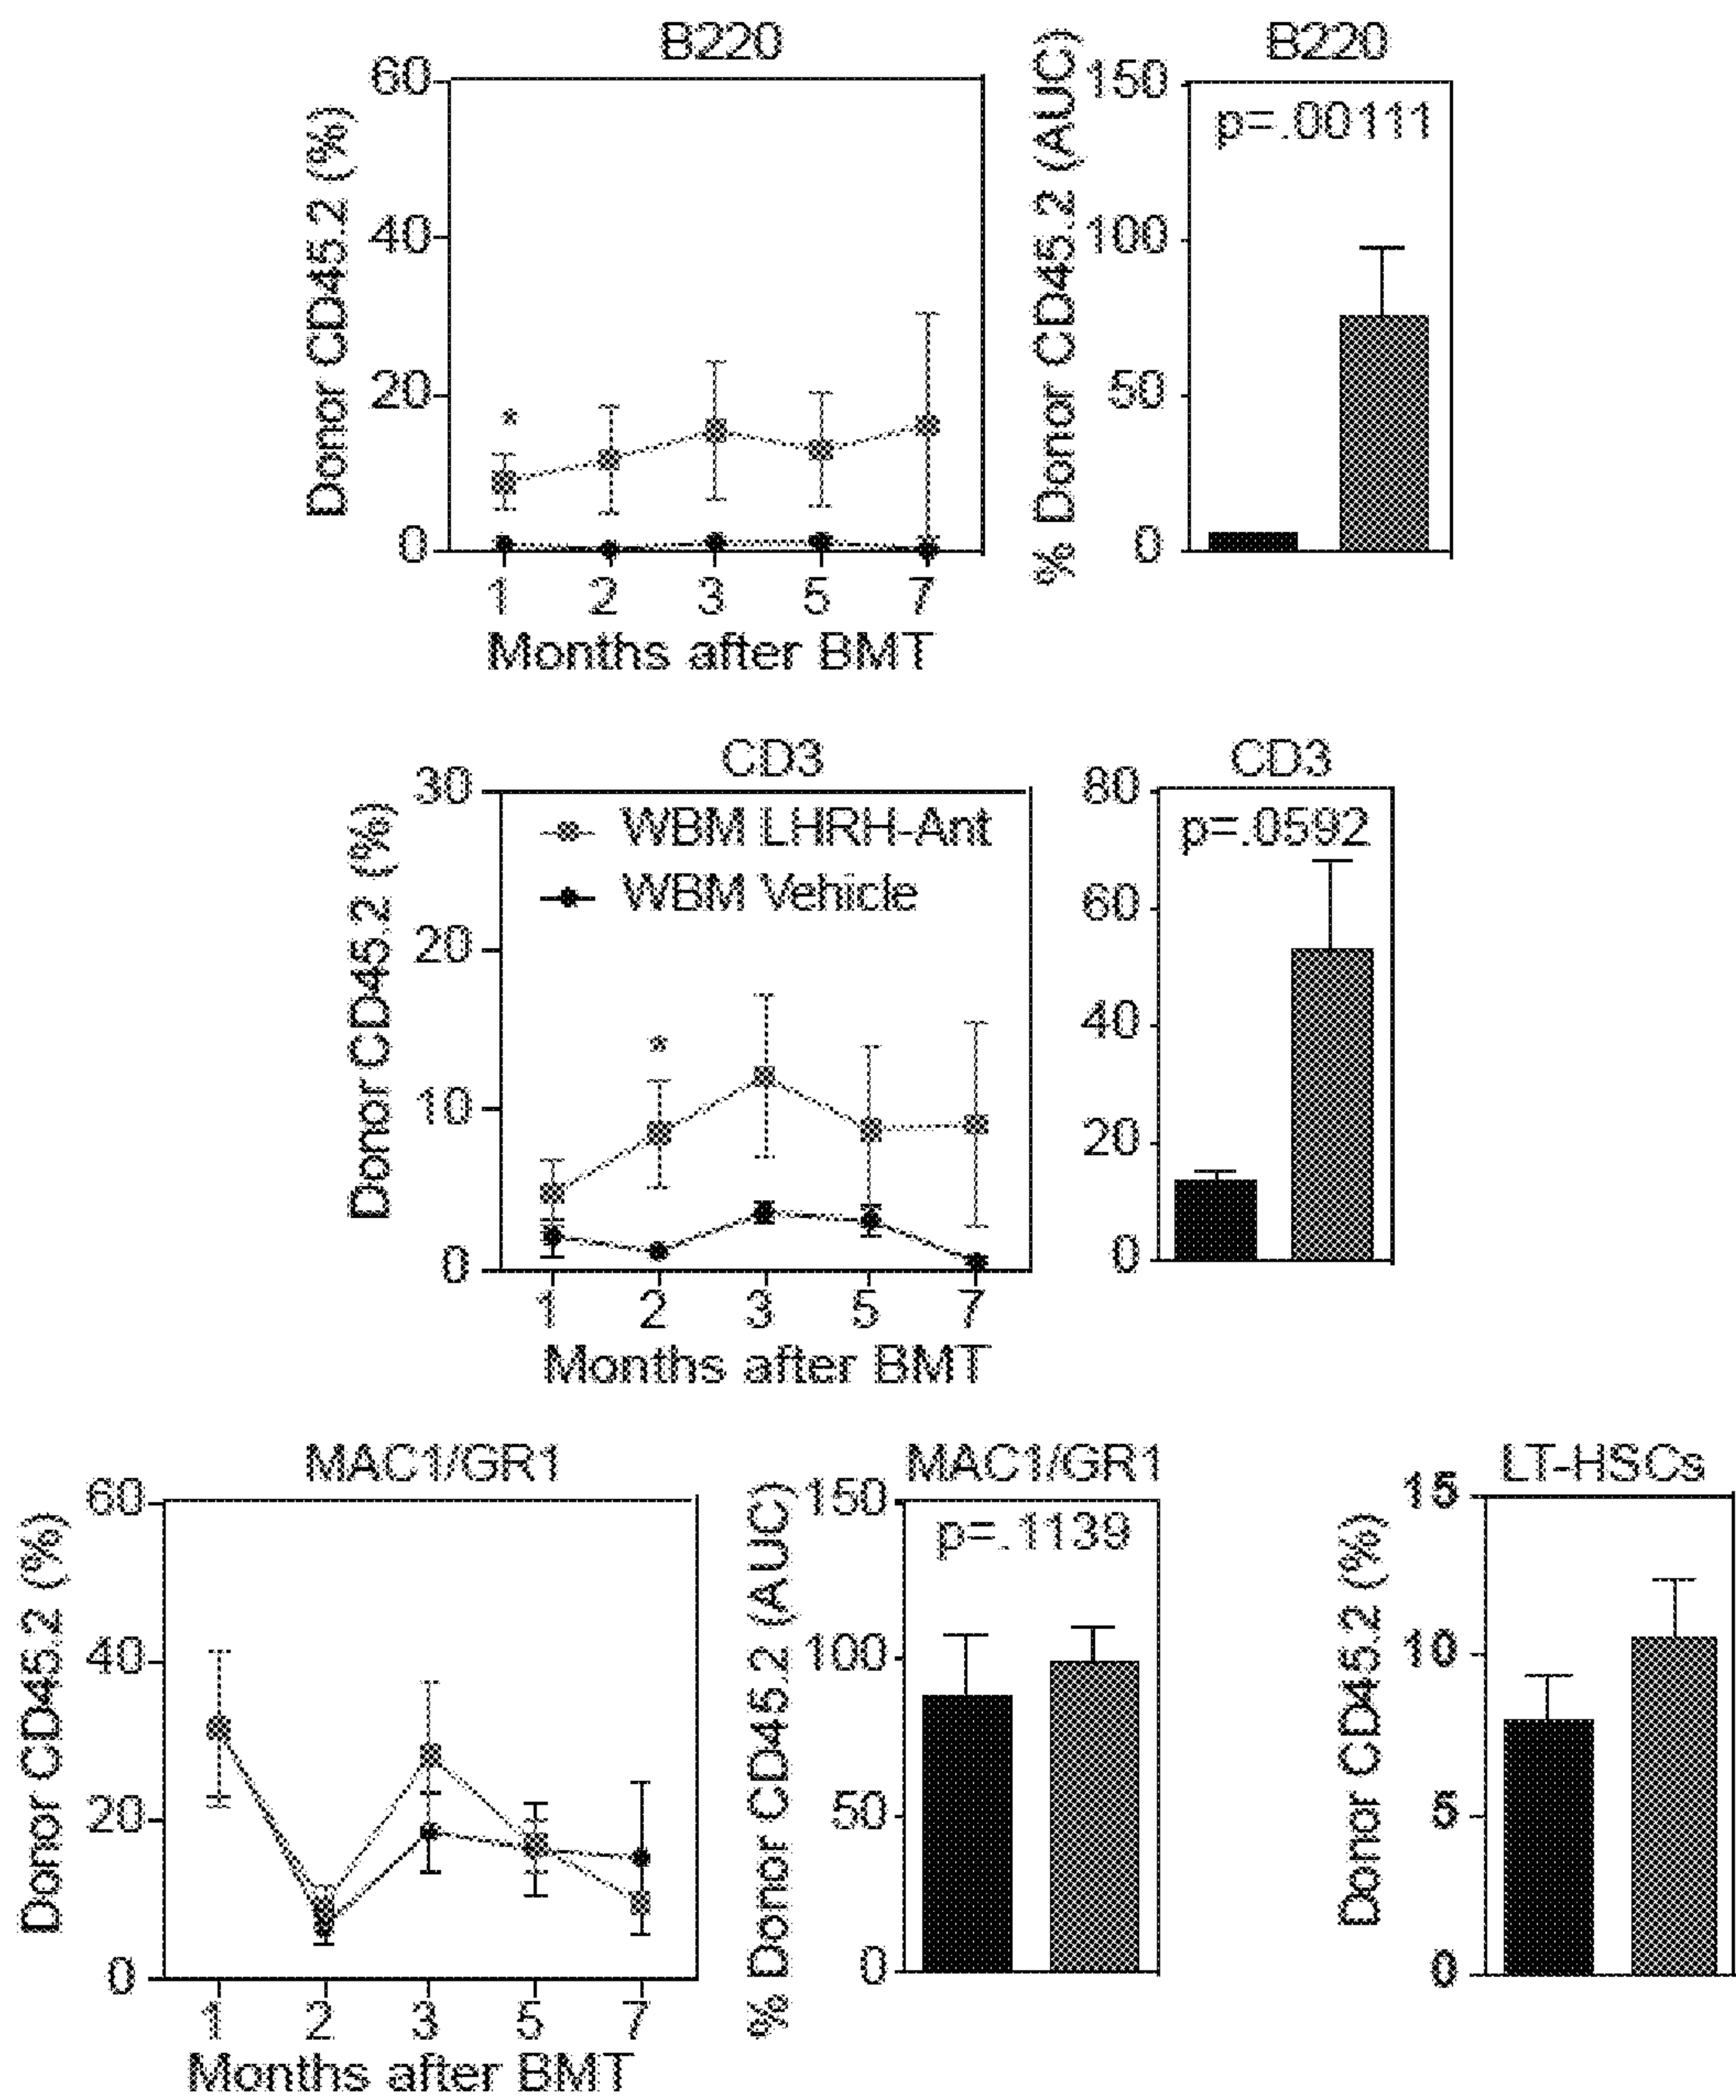 B220
Donor CD45.2 (%)
60
40
20
0
1 2 3 5 7
Months after BMT
*
B220
% Donor CD45.2 (AUC)
150
100
50
0
p=.00111
CD3
Donor CD45.2 (%)
30
20
10
0
WBM LHRH-Ant
WBM Vehicle
*
1 2 3 5 7
Months after BMT
CD3
80
60
40
20
0
p=.0592
MAC1/GR1
Donor CD45.2 (%)
60
40
20
0
1 2 3 5 7
Months after BMT
MAC1/GR1
% Donor CD45.2 (AUC)
150
100
50
0
p=.1139
LT-HSCs
Donor CD45.2 (%)
15
10
5
0